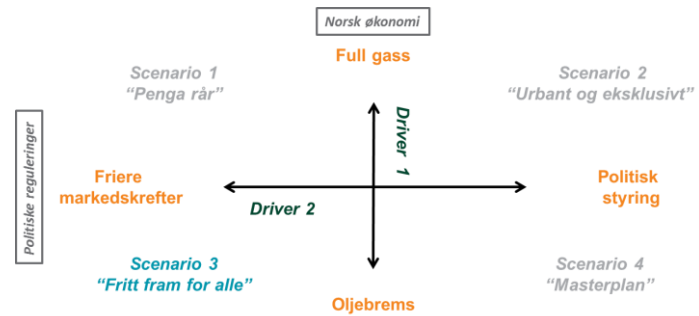 Norsk økonomi
Full gass
Scenario 1
“Penga rår”
Scenario 2
“Urbant og eksklusivt”
Driver 1
Politiske reguleringer
Friere
markedskrefter
Politisk
styring
Driver 2
Scenario 3
“Fritt fram for alle”
Scenario 4
“Masterplan”
Oljebrems